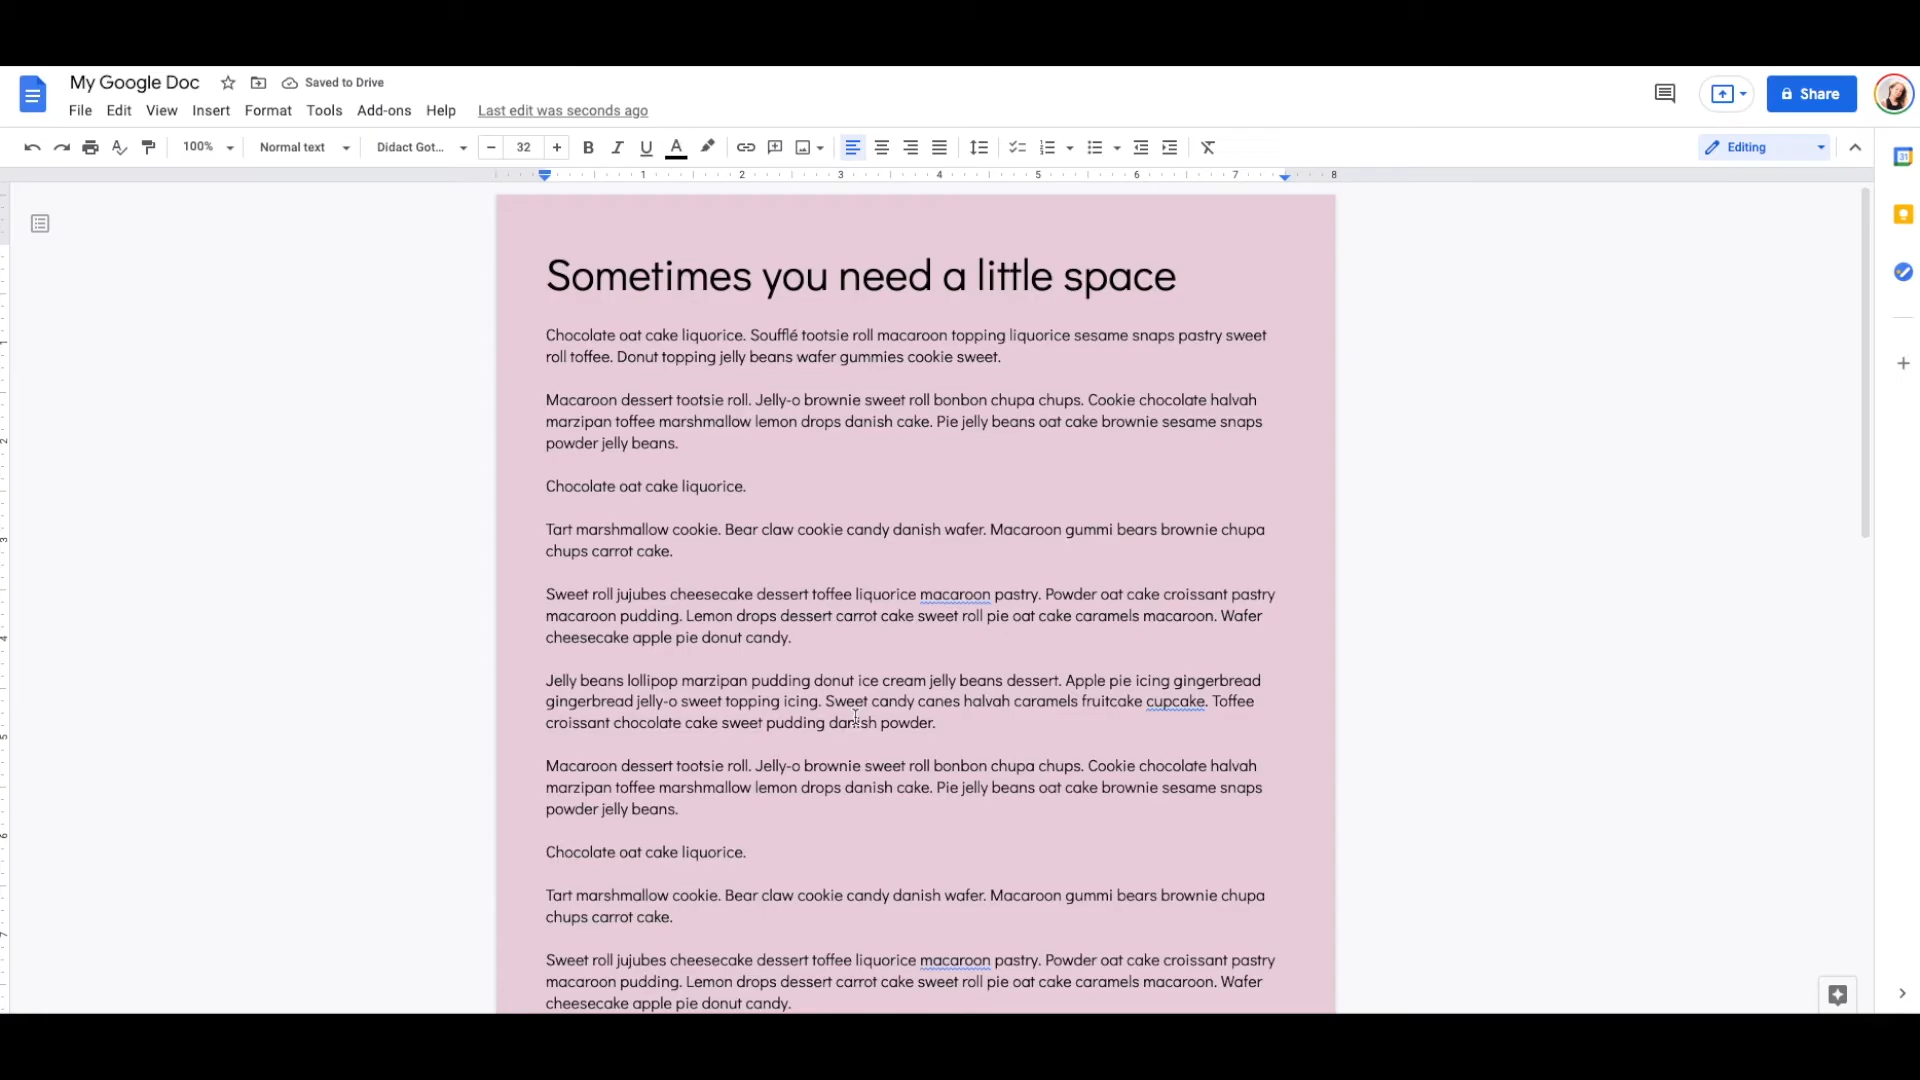 My Google Doc
Saved to Drive
File Edit View Insert Format Tools Add-ons Help Last edit was seconds ago
Share
100% Normal text Didact Got... 32 B I U A Editing
1 2 3 4 5 6 7 8
Sometimes you need a little space
Chocolate oat cake liquorice. Soufflé tootsie roll macaroon topping liquorice sesame snaps pastry sweet
roll toffee. Donut topping jelly beans wafer gummies cookie sweet.
Macaroon dessert tootsie roll. Jelly-o brownie sweet roll bonbon chupa chups. Cookie chocolate halvah
marzipan toffee marshmallow lemon drops danish cake. Pie jelly beans oat cake brownie sesame snaps
powder jelly beans.
Chocolate oat cake liquorice.
Tart marshmallow cookie. Bear claw cookie candy danish wafer. Macaroon gummi bears brownie chupa
chups carrot cake.
Sweet roll jujubes cheesecake dessert toffee liquorice macaroon pastry. Powder oat cake croissant pastry
macaroon pudding. Lemon drops dessert carrot cake sweet roll pie oat cake caramels macaroon. Wafer
cheesecake apple pie donut candy.
Jelly beans lollipop marzipan pudding donut ice cream jelly beans dessert. Apple pie icing gingerbread
gingerbread jelly-o sweet topping icing. Sweet candy canes halvah caramels fruitcake cupcake. Toffee
croissant chocolate cake sweet pudding danish powder.
Macaroon dessert tootsie roll. Jelly-o brownie sweet roll bonbon chupa chups. Cookie chocolate halvah
marzipan toffee marshmallow lemon drops danish cake. Pie jelly beans oat cake brownie sesame snaps
powder jelly beans.
Chocolate oat cake liquorice.
Tart marshmallow cookie. Bear claw cookie candy danish wafer. Macaroon gummi bears brownie chupa
chups carrot cake.
Sweet roll jujubes cheesecake dessert toffee liquorice macaroon pastry. Powder oat cake croissant pastry
macaroon pudding. Lemon drops dessert carrot cake sweet roll pie oat cake caramels macaroon. Wafer
cheesecake apple pie donut candy.